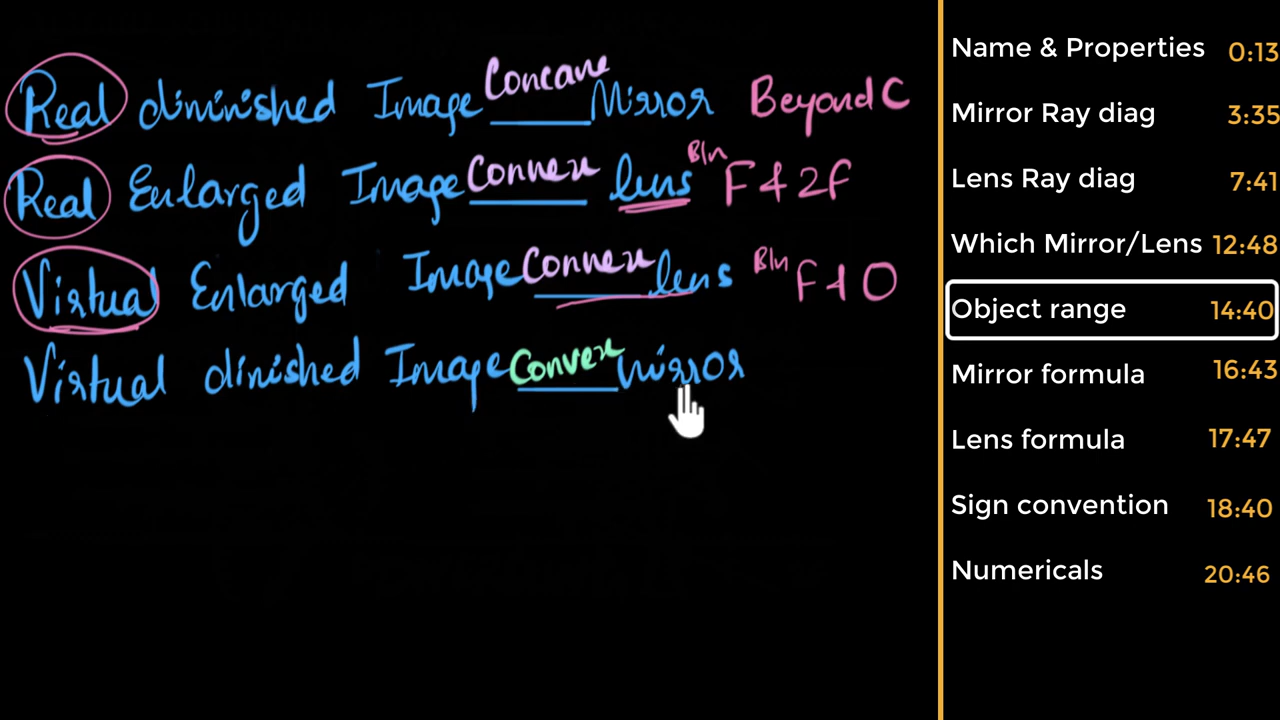 Real diminished Image Concave Mirror Beyond C
Real Enlarged Image Convex lens B/n F & 2F
Virtual Enlarged Image Convex lens B/n F & O
Virtual diminished Image Convex mirror
Name & Properties 0:13
Mirror Ray diag 3:35
Lens Ray diag 7:41
Which Mirror/Lens 12:48
Object range 14:40
Mirror formula 16:43
Lens formula 17:47
Sign convention 18:40
Numericals 20:46